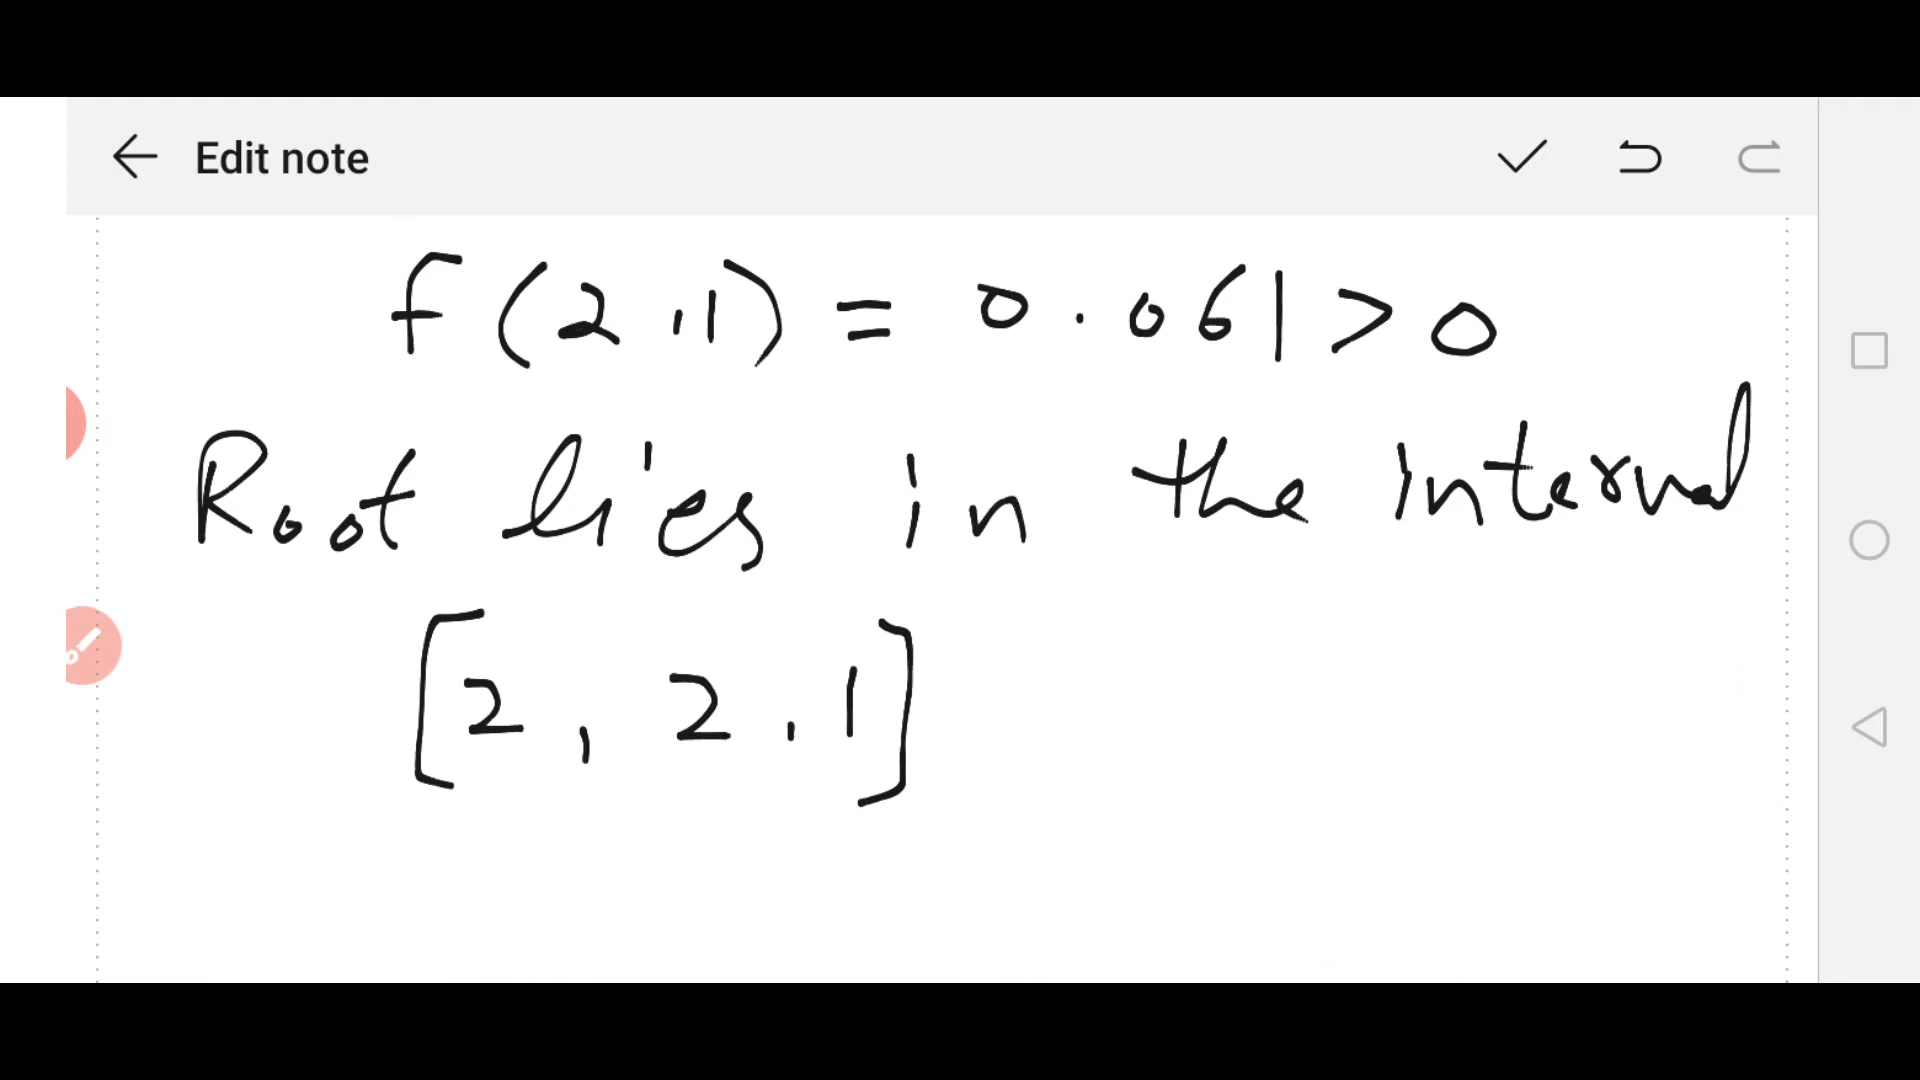 Edit note
f(2.1) = 0.061 > 0
Root lies in the interval
[2, 2.1]